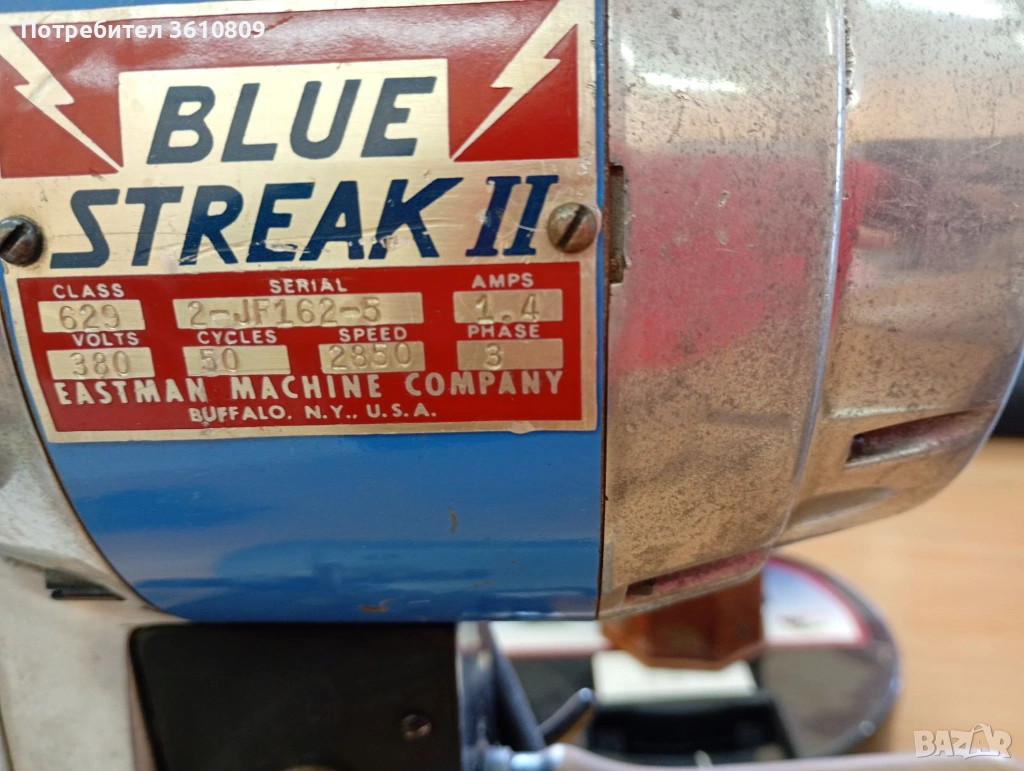 Потребител 3610809
BLUE
STREAK II
CLASS SERIAL AMPS
629 2-JF162-5 1.4
VOLTS CYCLES SPEED PHASE
380 50 2850 3
EASTMAN MACHINE COMPANY
BUFFALO, N.Y., U.S.A.
BAZAR